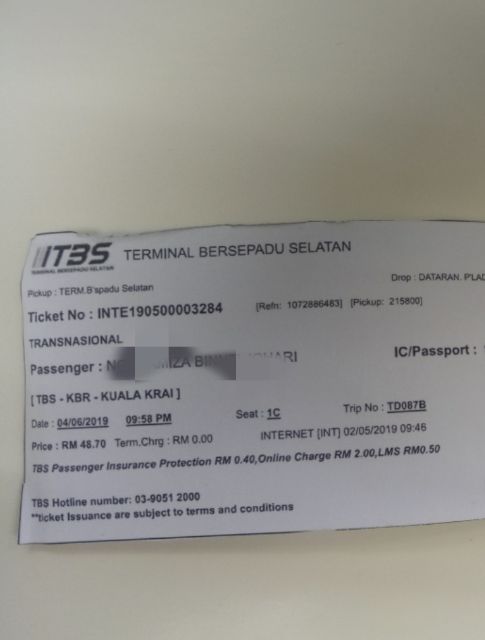 TBS TERMINAL BERSEPADU SELATAN
TERMINAL BERSEPADU SELATAN
Pickup : TERM.B'spadu Selatan
Drop : DATARAN.
Ticket No : INTE190500003284 [Refn: 1072886463] [Pickup: 215800]
TRANSNASIONAL
Passenger :
IC/Passport :
[ TBS - KBR - KUALA KRAI ]
Date : 04/06/2019 09:58 PM Seat : 1C Trip No : TD087B
Price : RM 48.70 Term.Chrg : RM 0.00 INTERNET [INT] 02/05/2019 09:46
TBS Passenger Insurance Protection RM 0.40,Online Charge RM 2.00,LMS RM0.50
TBS Hotline number: 03-9051 2000
**ticket Issuance are subject to terms and conditions